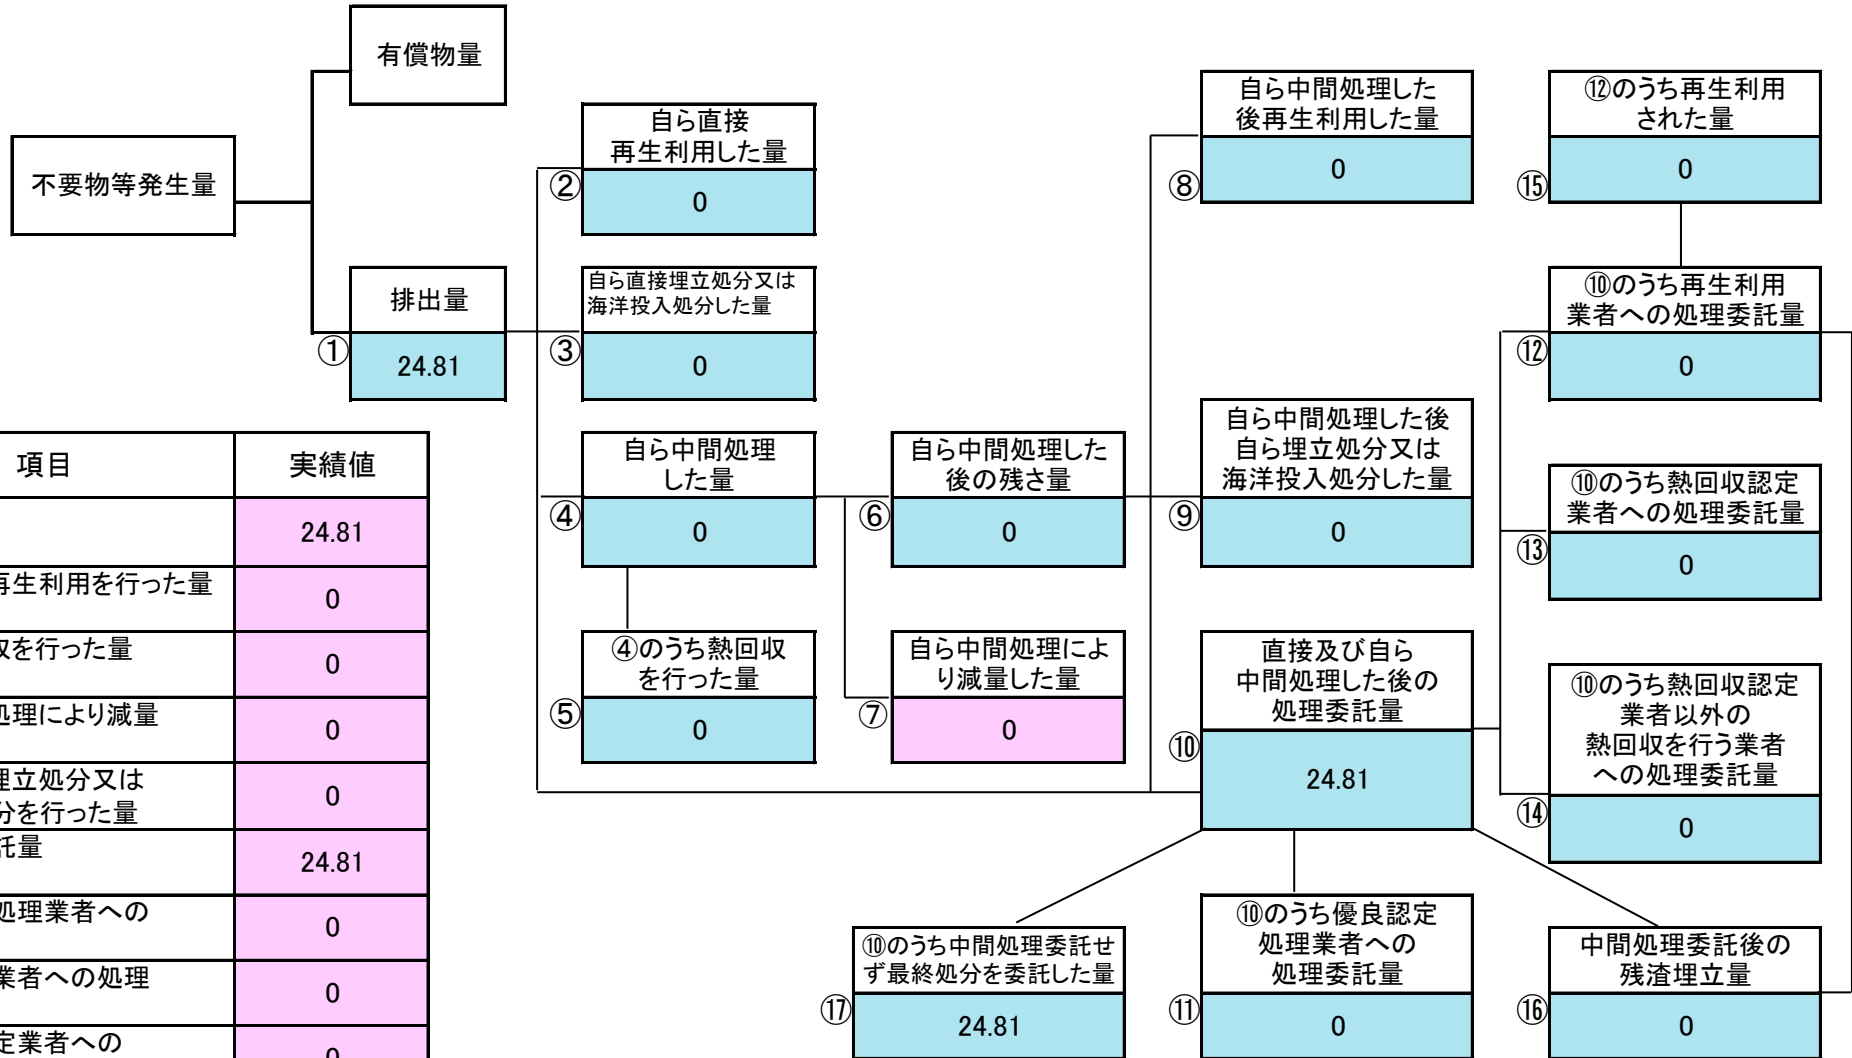 有償物量
不要物等発生量
排出量
①
24.81
自ら直接
再生利用した量
②
0
自ら直接埋立処分又は
海洋投入処分した量
③
0
自ら中間処理
した量
④
0
④のうち熱回収
を行った量
⑤
0
自ら中間処理した
後の残さ量
⑥
0
自ら中間処理によ
り減量した量
⑦
0
自ら中間処理した
後再生利用した量
⑧
0
自ら中間処理した後
自ら埋立処分又は
海洋投入処分した量
⑨
0
直接及び自ら
中間処理した後の
処理委託量
⑩
24.81
⑫のうち再生利用
された量
⑮
0
⑩のうち再生利用
業者への処理委託量
⑫
0
⑩のうち熱回収認定
業者への処理委託量
⑬
0
⑩のうち熱回収認定
業者以外の
熱回収を行う業者
への処理委託量
⑭
0
⑩のうち中間処理委託せ
ず最終処分を委託した量
⑰
24.81
⑩のうち優良認定
処理業者への
処理委託量
⑪
0
中間処理委託後の
残渣埋立量
⑯
0
項目 実績値
24.81
再生利用を行った量 0
収を行った量 0
処理により減量 0
埋立処分又は
分を行った量 0
託量 24.81
処理業者への 0
業者への処理 0
定業者への 0